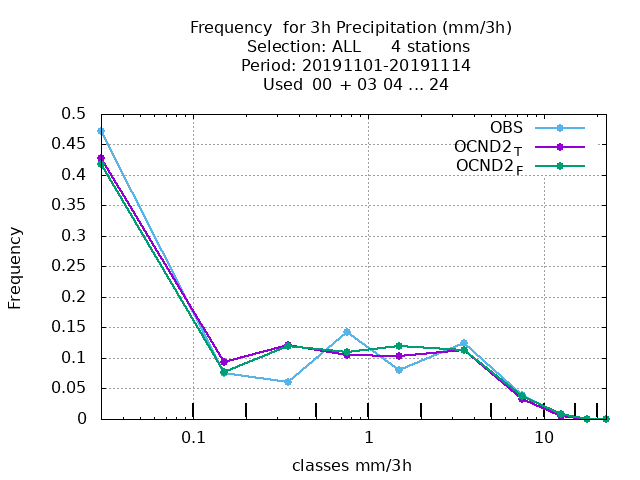 Frequency  for 3h Precipitation (mm/3h)
Selection: ALL      4 stations
Period: 20191101-20191114
Used  00  + 03 04 ... 24
0.5
OBS
0.45
OCND2T
0.4
OCND2F
0.35
0.3
0.25
0.2
0.15
0.1
0.05
0
Frequency
0.1
1
10
classes mm/3h